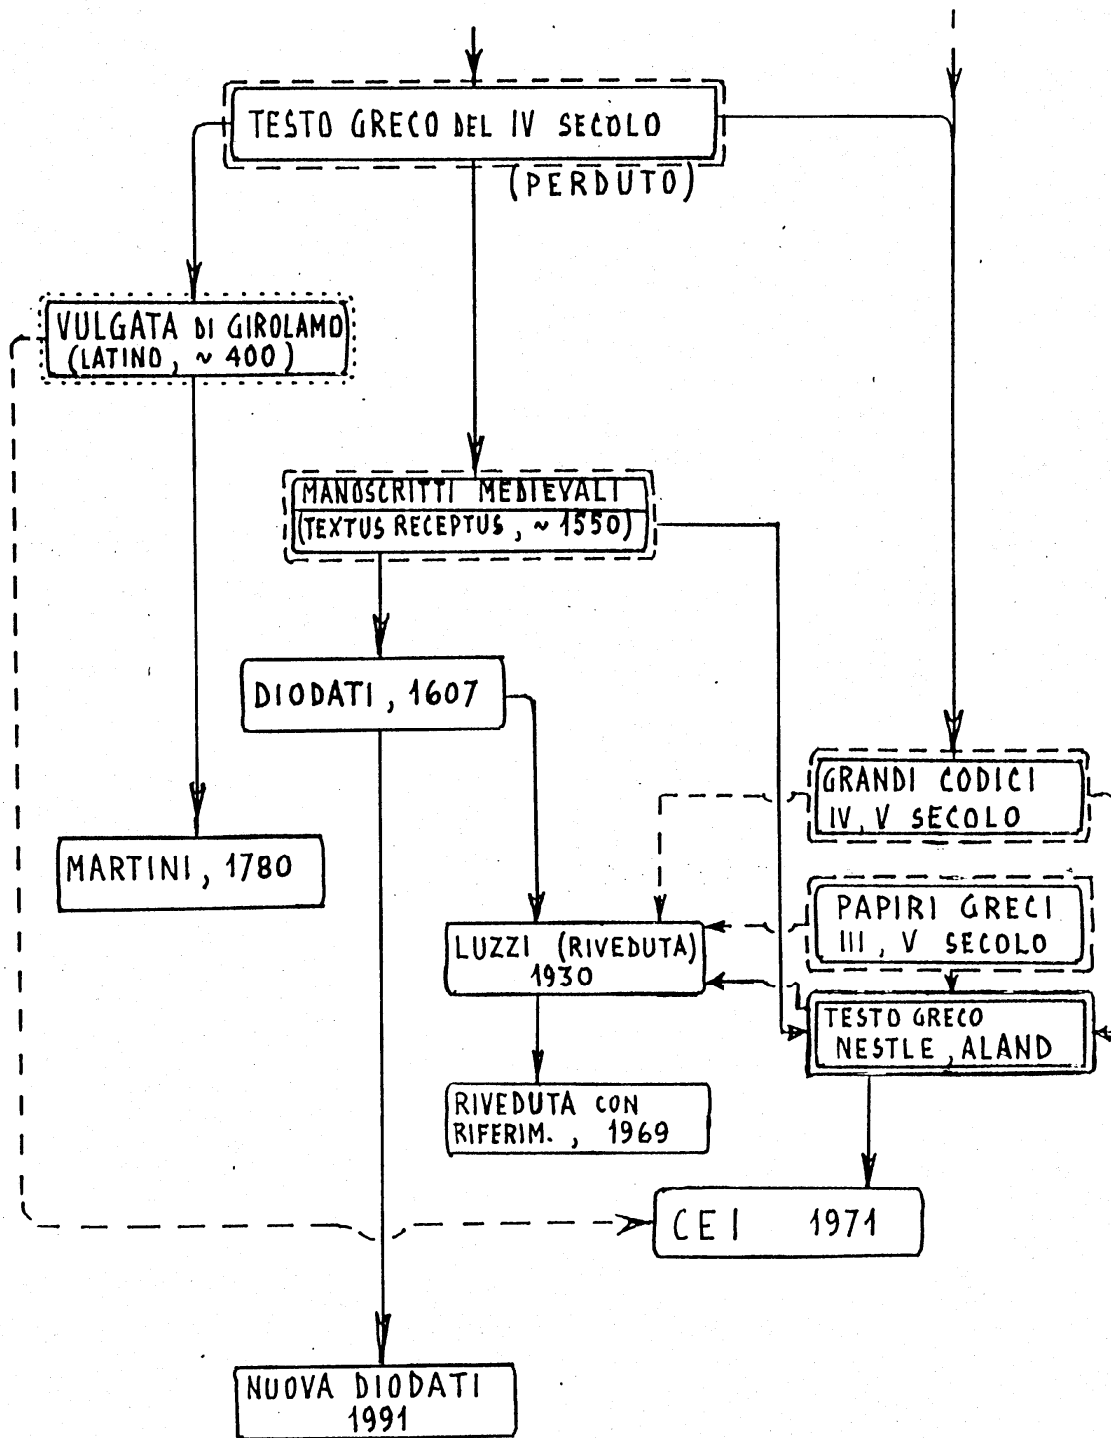 TESTO GRECO DEL IV SECOLO
(PERDUTO)
VULGATA DI GIROLAMO
(LATINO, ~ 400)
MANOSCRITTI MEDIEVALI
(TEXTUS RECEPTUS, ~ 1550)
DIODATI, 1607
GRANDI CODICI
IV, V SECOLO
MARTINI, 1780
PAPIRI GRECI
III, V SECOLO
LUZZI (RIVEDUTA)
1930
TESTO GRECO
NESTLE, ALAND
RIVEDUTA CON
RIFERIM., 1969
CEI 1971
NUOVA DIODATI
1991